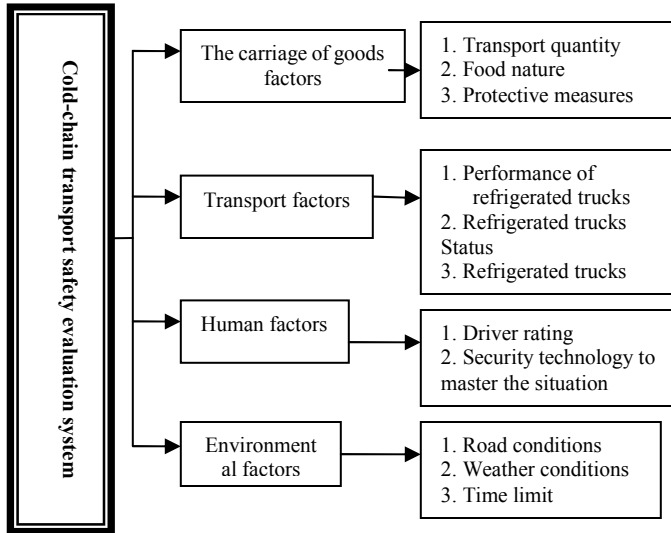 Cold-chain transport safety evaluation system
The carriage of goods
factors
1. Transport quantity
2. Food nature
3. Protective measures
Transport factors
1. Performance of
refrigerated trucks
2. Refrigerated trucks
Status
3. Refrigerated trucks
Human factors
1. Driver rating
2. Security technology to
master the situation
Environment
al factors
1. Road conditions
2. Weather conditions
3. Time limit